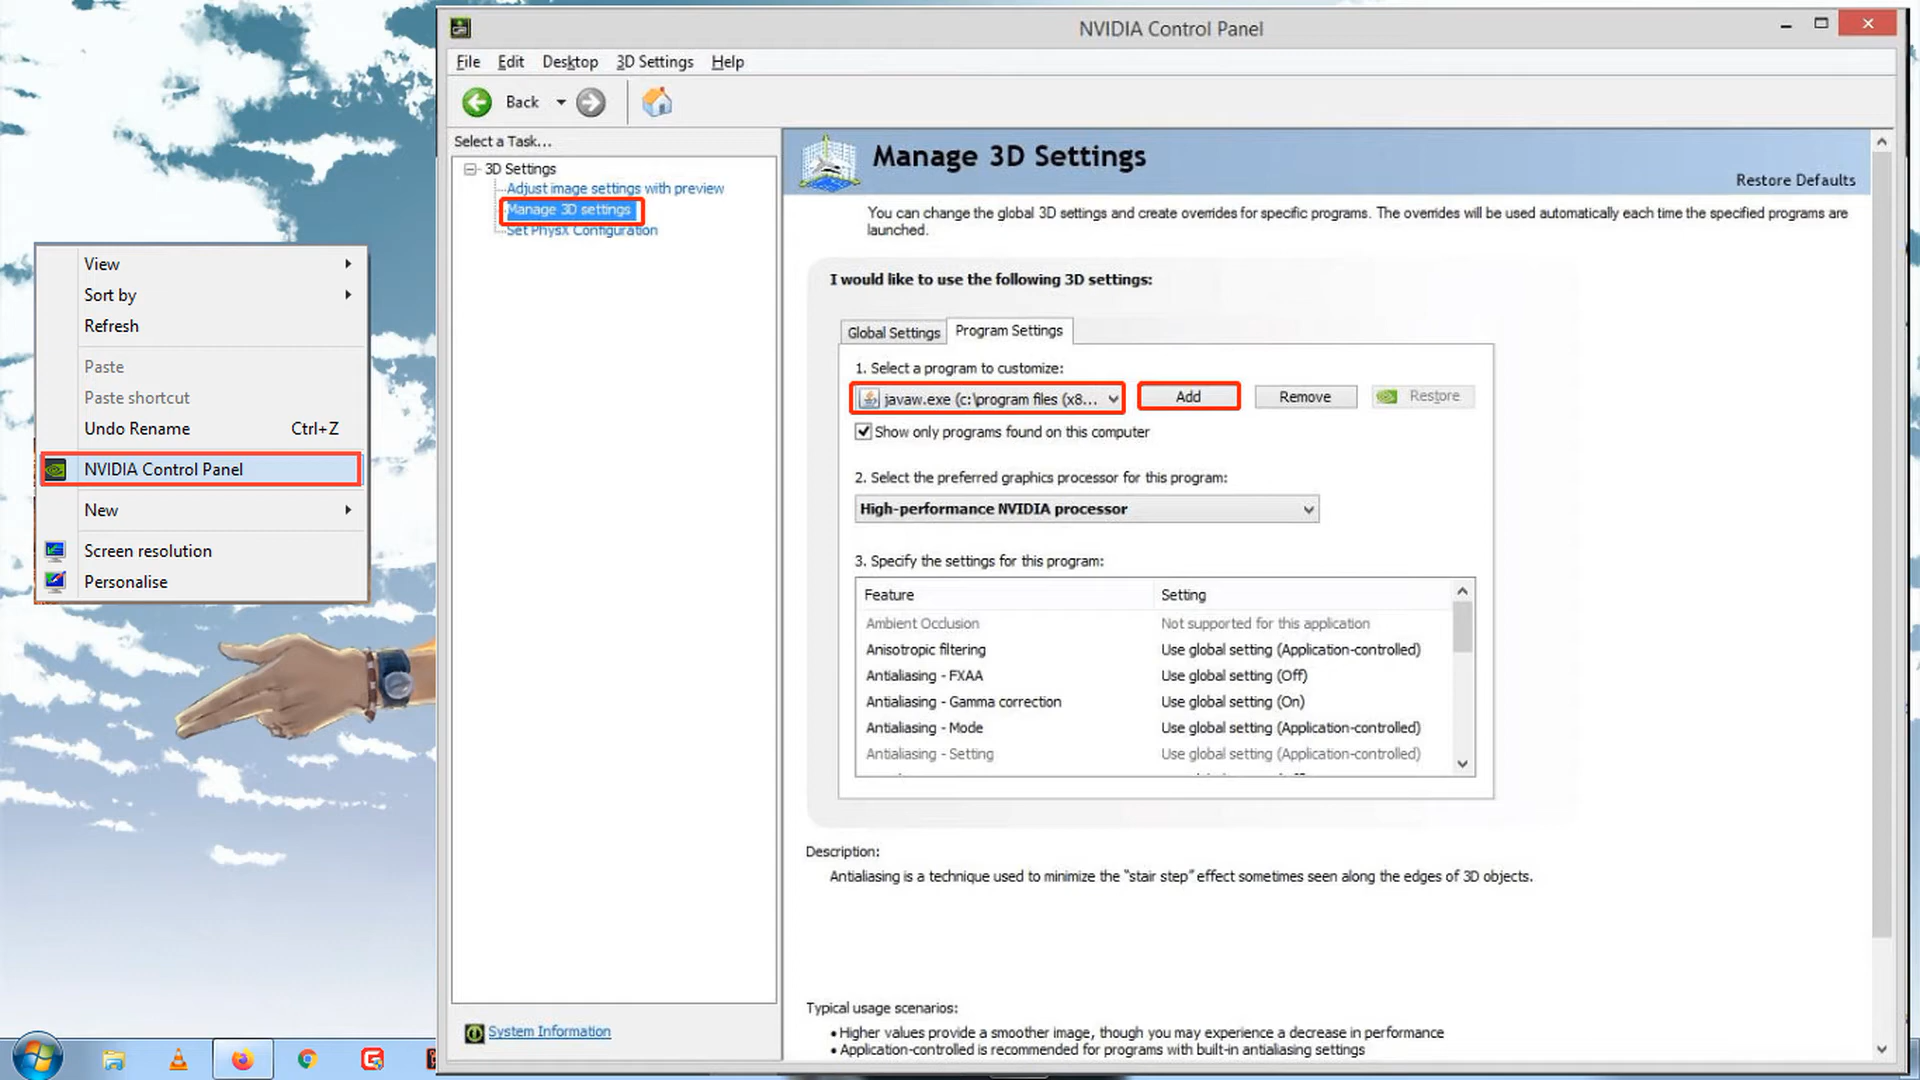 NVIDIA Control Panel
File Edit Desktop 3D Settings Help
Back
Select a Task...
3D Settings
Adjust image settings with preview
Manage 3D settings
Set PhysX Configuration
System Information
View
Sort by
Refresh
Paste
Paste shortcut
Undo Rename Ctrl+Z
NVIDIA Control Panel
New
Screen resolution
Personalise
Manage 3D Settings
Restore Defaults
You can change the global 3D settings and create overrides for specific programs. The overrides will be used automatically each time the specified programs are
launched.
I would like to use the following 3D settings:
Global Settings Program Settings
1. Select a program to customize:
javaw.exe (c:\program files (x8... Add Remove Restore
Show only programs found on this computer
2. Select the preferred graphics processor for this program:
High-performance NVIDIA processor
3. Specify the settings for this program:
Feature Setting
Ambient Occlusion Not supported for this application
Anisotropic filtering Use global setting (Application-controlled)
Antialiasing - FXAA Use global setting (Off)
Antialiasing - Gamma correction Use global setting (On)
Antialiasing - Mode Use global setting (Application-controlled)
Antialiasing - Setting Use global setting (Application-controlled)
Description:
Antialiasing is a technique used to minimize the "stair step" effect sometimes seen along the edges of 3D objects.
Typical usage scenarios:
• Higher values provide a smoother image, though you may experience a decrease in performance
• Application-controlled is recommended for programs with built-in antialiasing settings